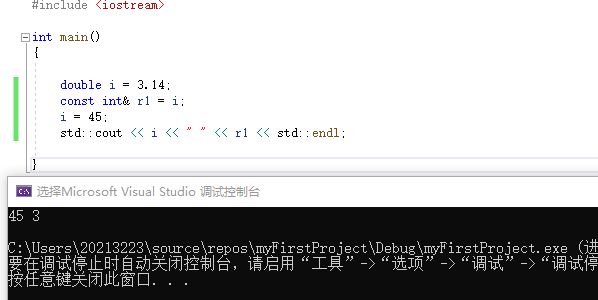 #include <iostream>
int main()
{
double i = 3.14;
const int& r1 = i;
i = 45;
std::cout << i << " " << r1 << std::endl;
}
选择Microsoft Visual Studio 调试控制台
45 3
C:\Users\20213223\source\repos\myFirstProject\Debug\myFirstProject.exe (进
要在调试停止时自动关闭控制台，请启用“工具”->“选项”->“调试”->“调试停
按任意键关闭此窗口. . .